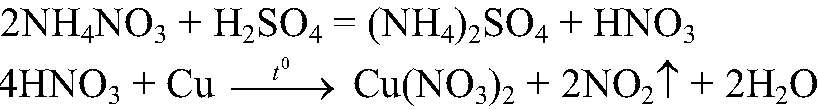 2NH₄NO₃ + H₂SO₄ = (NH₄)₂SO₄ + HNO₃
4HNO₃ + Cu —t⁰→ Cu(NO₃)₂ + 2NO₂↑ + 2H₂O